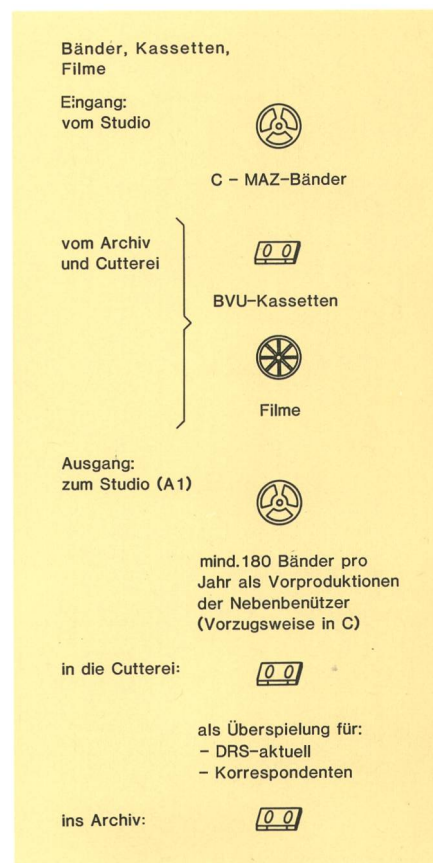 Bänder, Kassetten,
Filme
Eingang:
vom Studio
C – MAZ-Bänder
vom Archiv
und Cutterei
BVU-Kassetten
Filme
Ausgang:
zum Studio (A1)
mind.180 Bänder pro
Jahr als Vorproduktionen
der Nebenbenützer
(Vorzugsweise in C)
in die Cutterei:
als Überspielung für:
– DRS-aktuell
– Korrespondenten
ins Archiv: